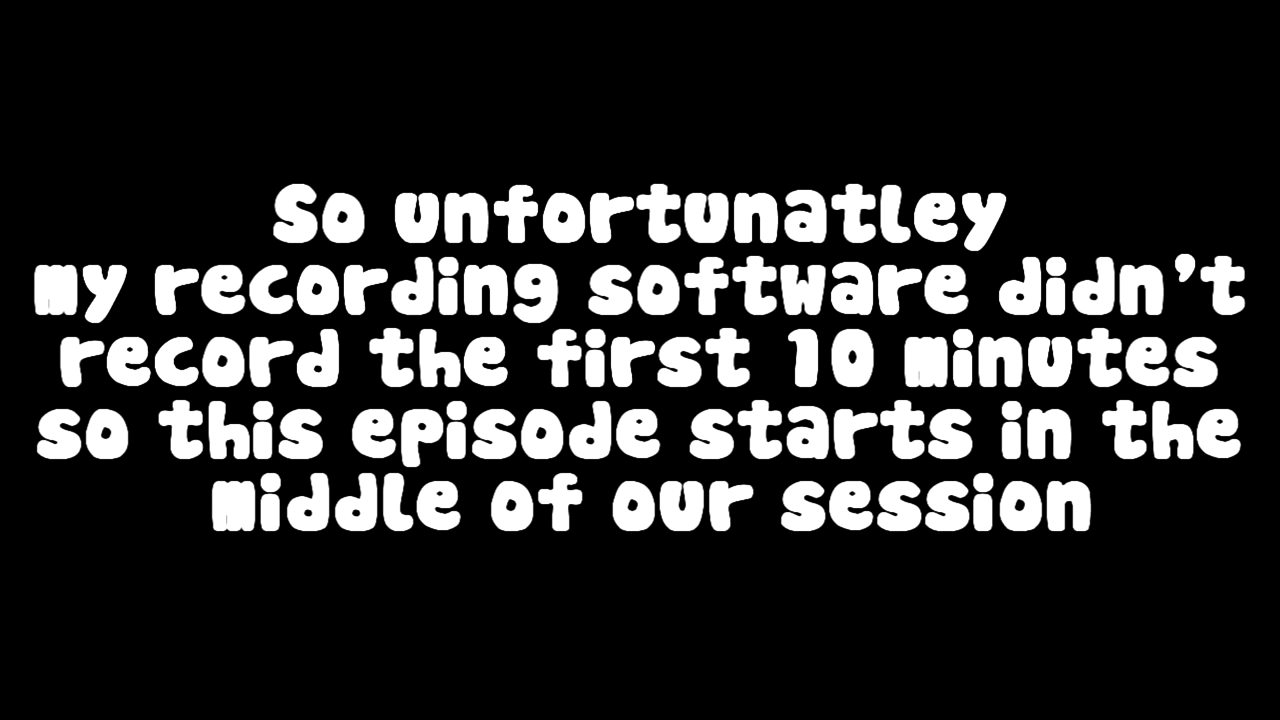 So unfortunatley
my recording software didn't
record the first 10 minutes
so this episode starts in the
middle of our session